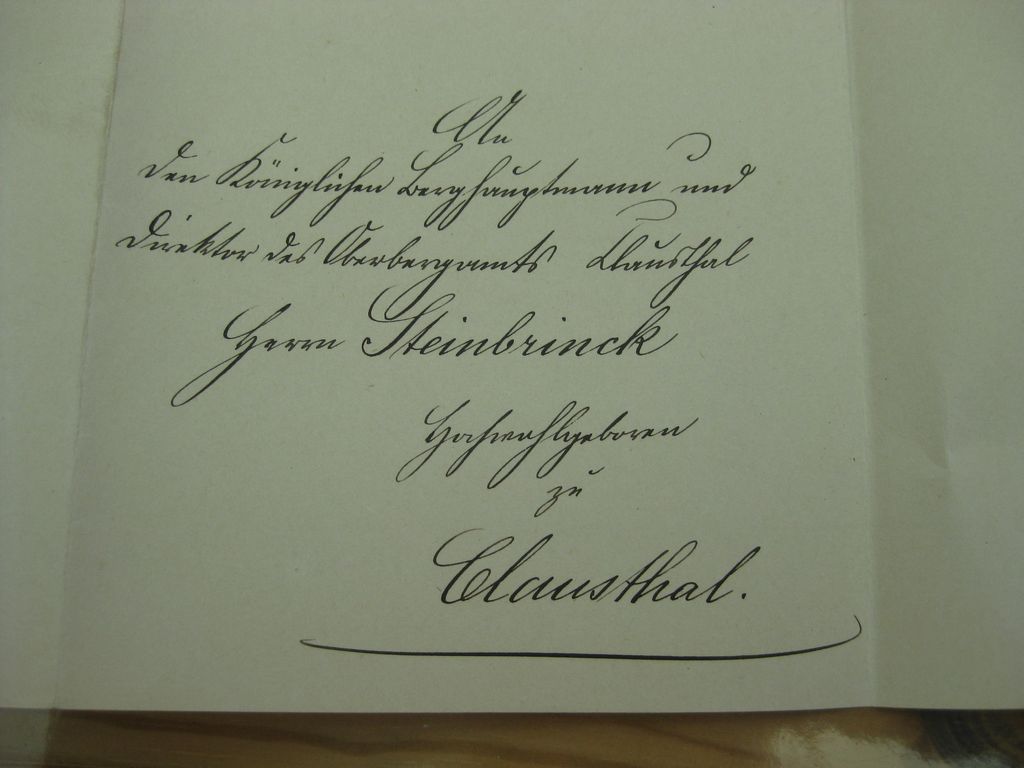 An
den Königlichen Berghauptmann und
Direktor des Oberbergamts Clausthal
Herrn Steinbrinck
Hochwohlgeboren
zu
Clausthal.